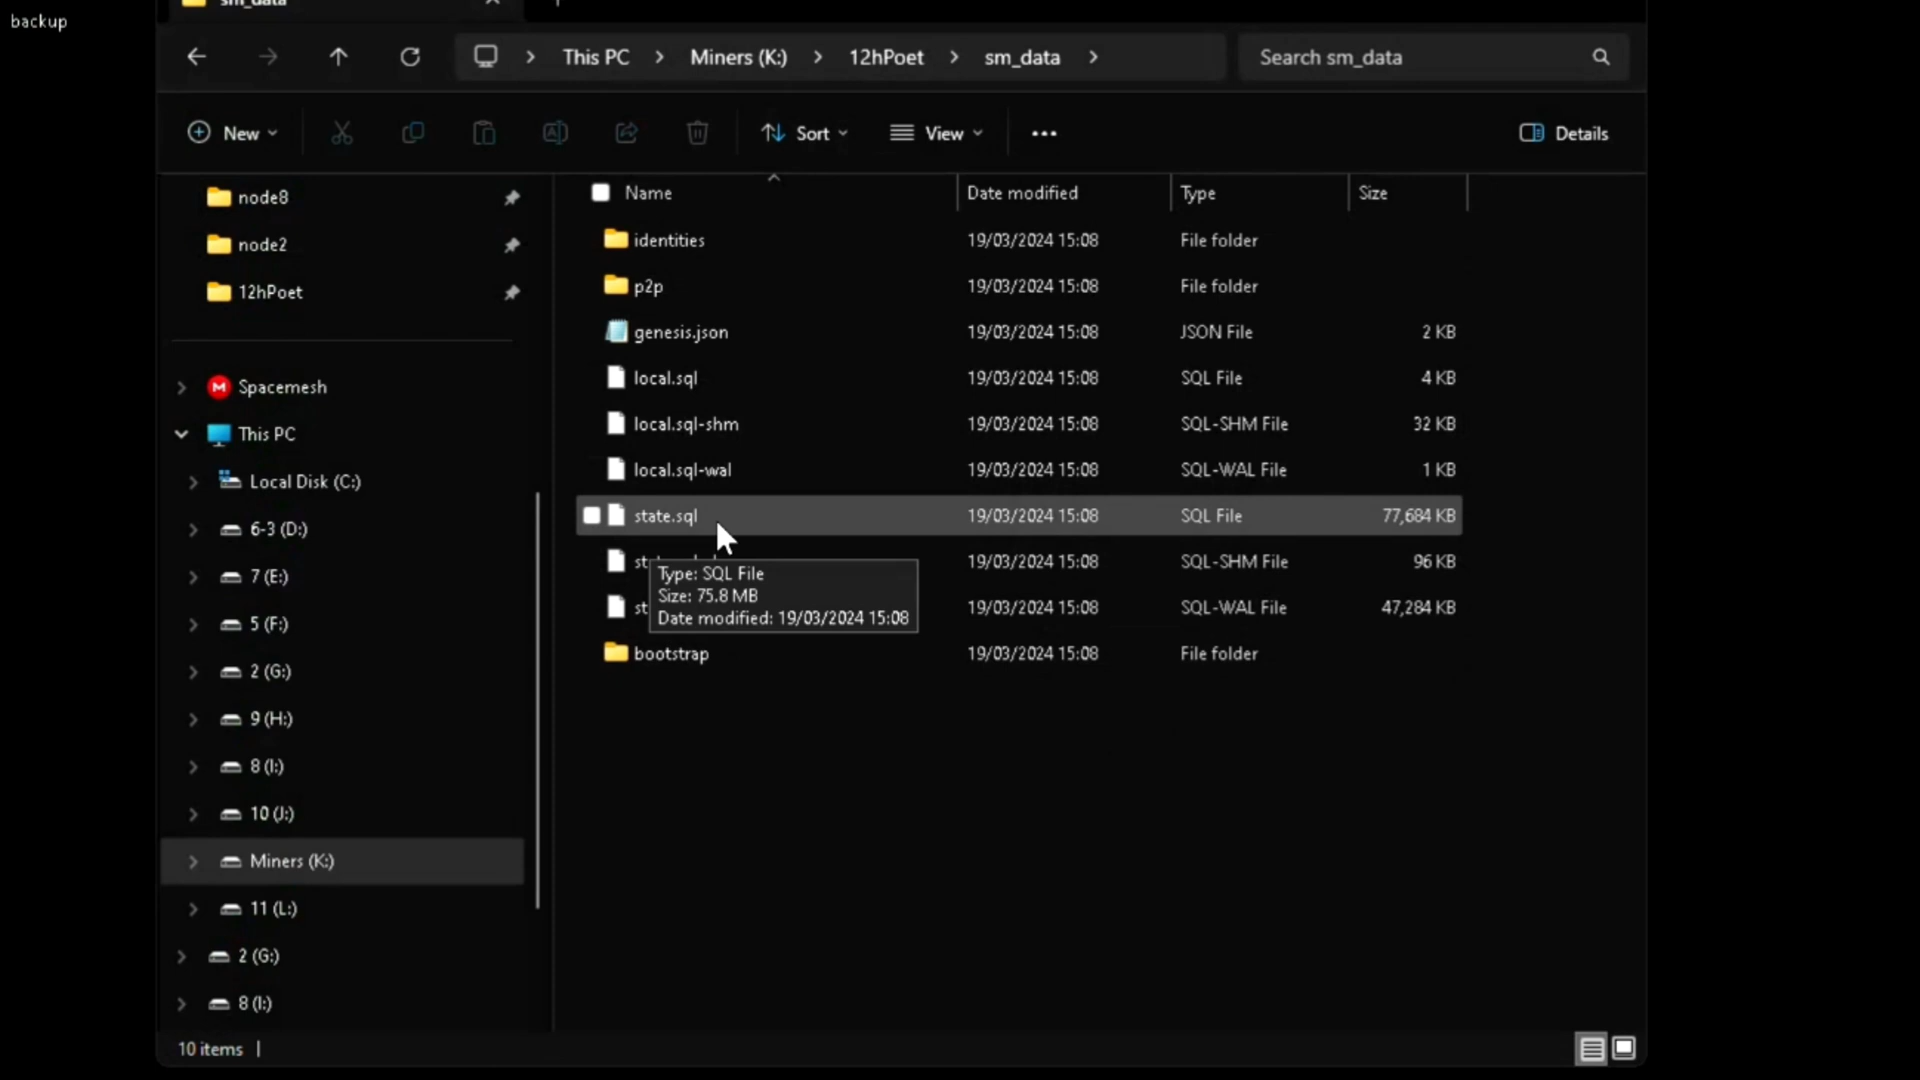 backup
sm_data
This PC
Miners (K:)
12hPoet
sm_data
Search sm_data
New
Sort
View
Details
node8
node2
12hPoet
Spacemesh
This PC
Local Disk (C:)
6-3 (D:)
7 (E:)
5 (F:)
2 (G:)
9 (H:)
8 (I:)
10 (J:)
Miners (K:)
11 (L:)
2 (G:)
8 (I:)
Name Date modified Type Size
identities 19/03/2024 15:08 File folder
p2p 19/03/2024 15:08 File folder
genesis.json 19/03/2024 15:08 JSON File 2 KB
local.sql 19/03/2024 15:08 SQL File 4 KB
local.sql-shm 19/03/2024 15:08 SQL-SHM File 32 KB
local.sql-wal 19/03/2024 15:08 SQL-WAL File 1 KB
state.sql 19/03/2024 15:08 SQL File 77,684 KB
19/03/2024 15:08 SQL-SHM File 96 KB
19/03/2024 15:08 SQL-WAL File 47,284 KB
Type: SQL File
Size: 75.8 MB
Date modified: 19/03/2024 15:08
bootstrap 19/03/2024 15:08 File folder
10 items